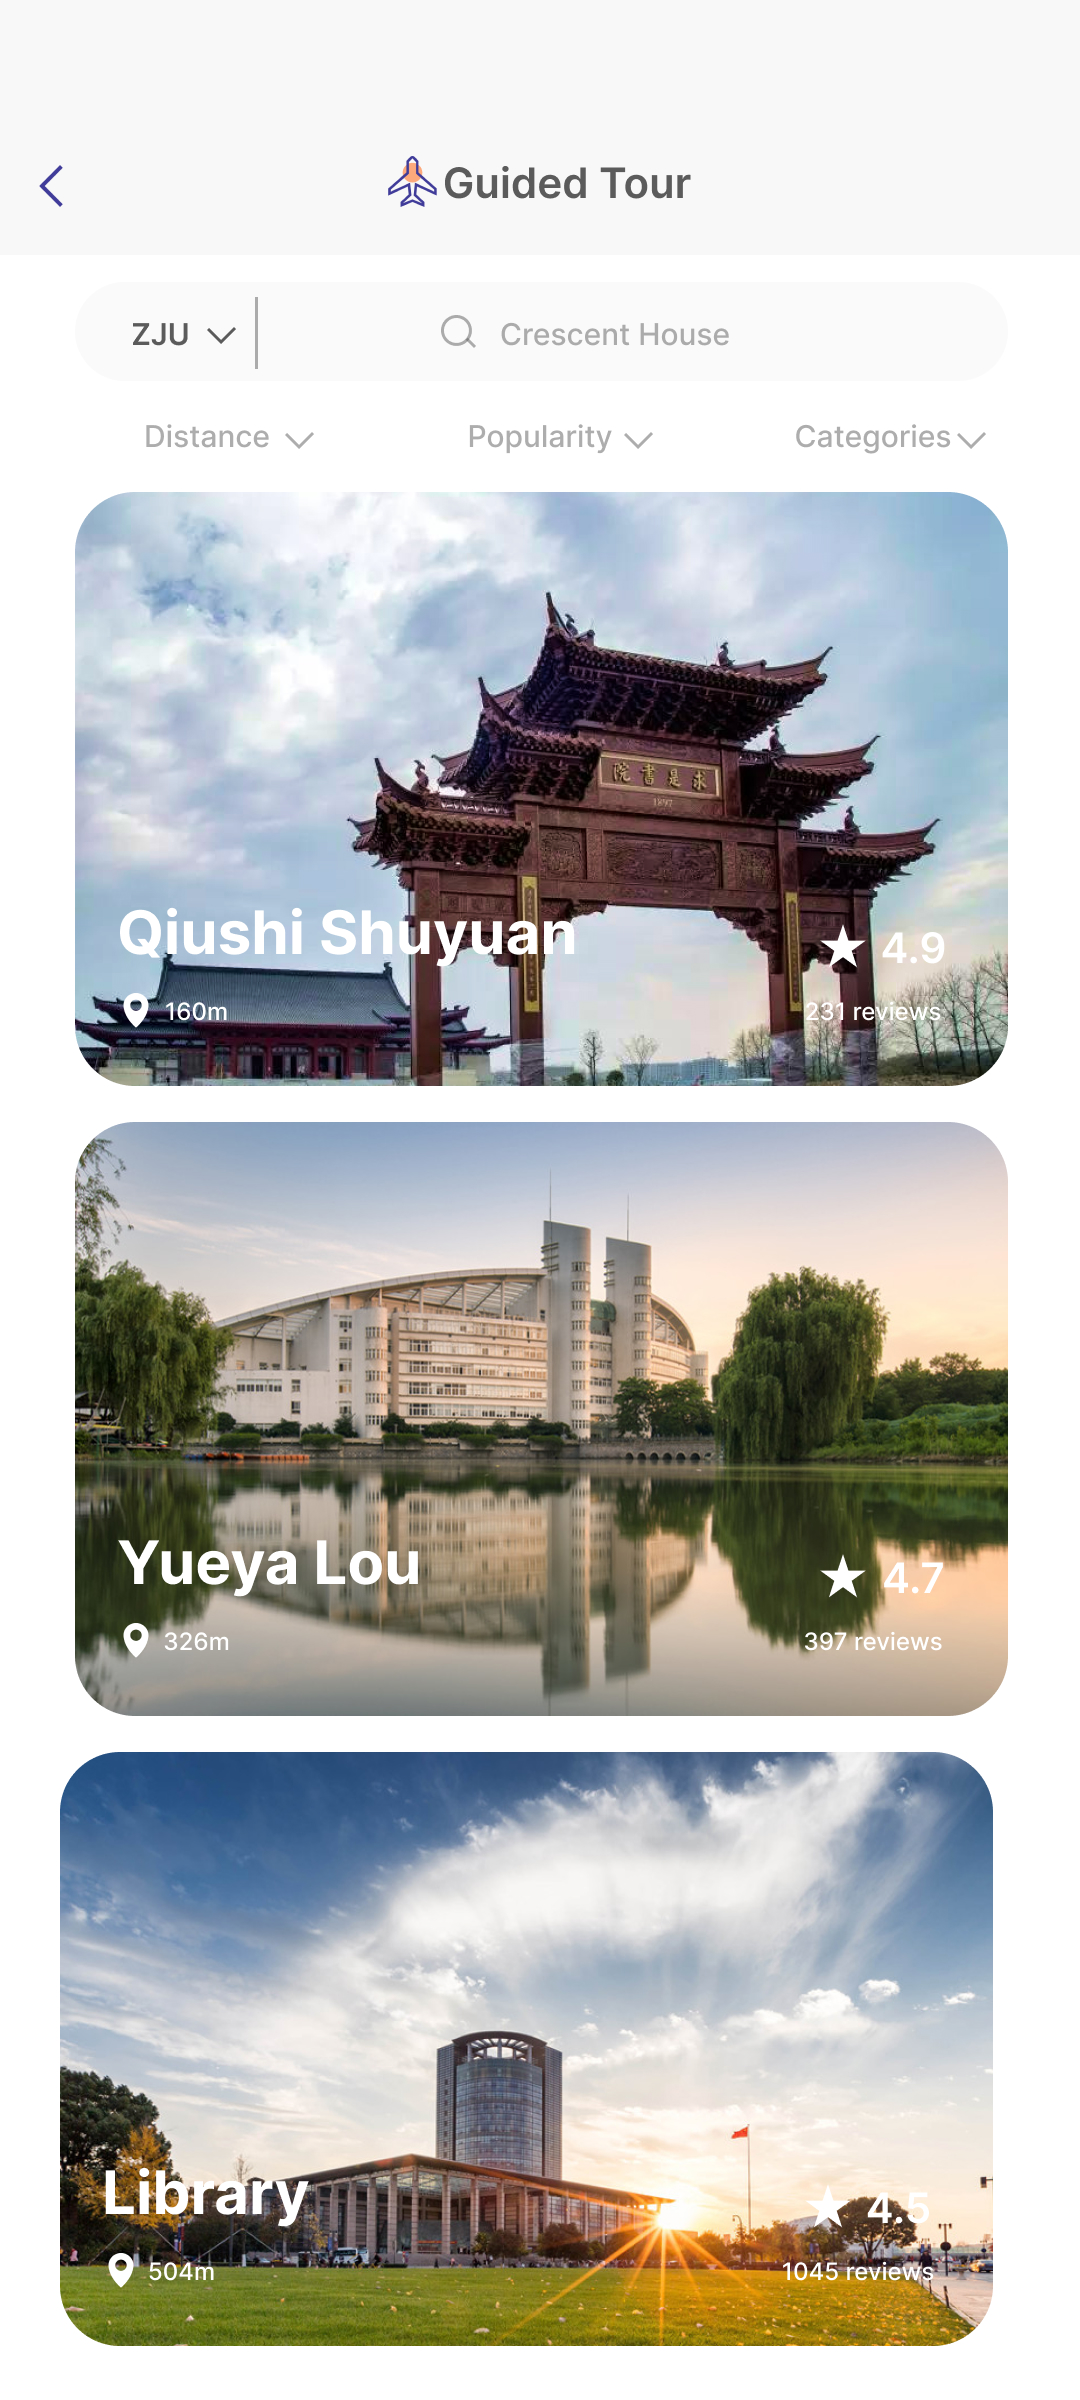 Guided Tour
ZJU
Crescent House
Distance
Popularity
Categories
院書是求
1897
Qiushi Shuyuan
4.9
160m
231 reviews
Yueya Lou
4.7
326m
397 reviews
Library
4.5
504m
1045 reviews